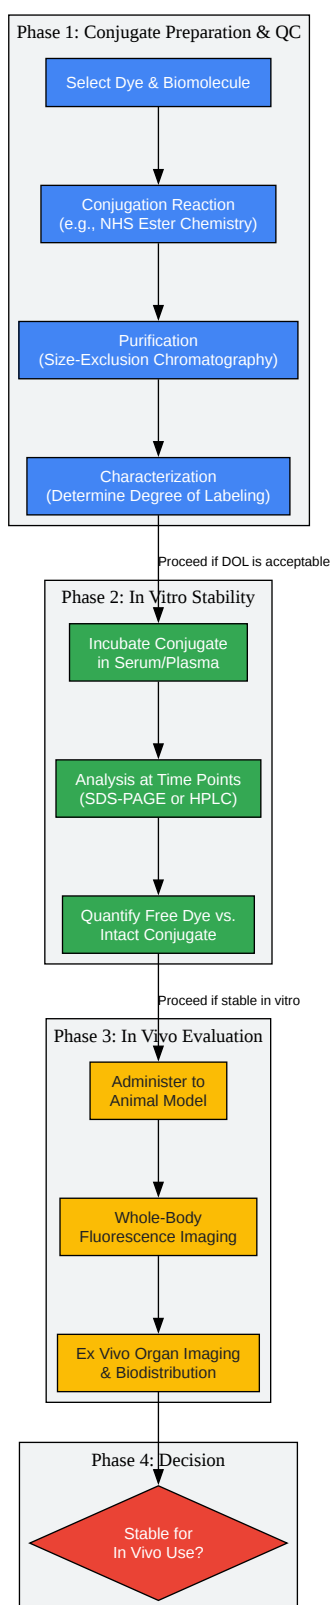 Phase 1: Conjugate Preparation & QC
Select Dye & Biomolecule
Conjugation Reaction
(e.g., NHS Ester Chemistry)
Purification
(Size-Exclusion Chromatography)
Characterization
(Determine Degree of Labeling)
Proceed if DOL is acceptable
Phase 2: In Vitro Stability
Incubate Conjugate
in Serum/Plasma
Analysis at Time Points
(SDS-PAGE or HPLC)
Quantify Free Dye vs.
Intact Conjugate
Proceed if stable in vitro
Phase 3: In Vivo Evaluation
Administer to
Animal Model
Whole-Body
Fluorescence Imaging
Ex Vivo Organ Imaging
& Biodistribution
Phase 4: Decision
Stable for
In Vivo Use?